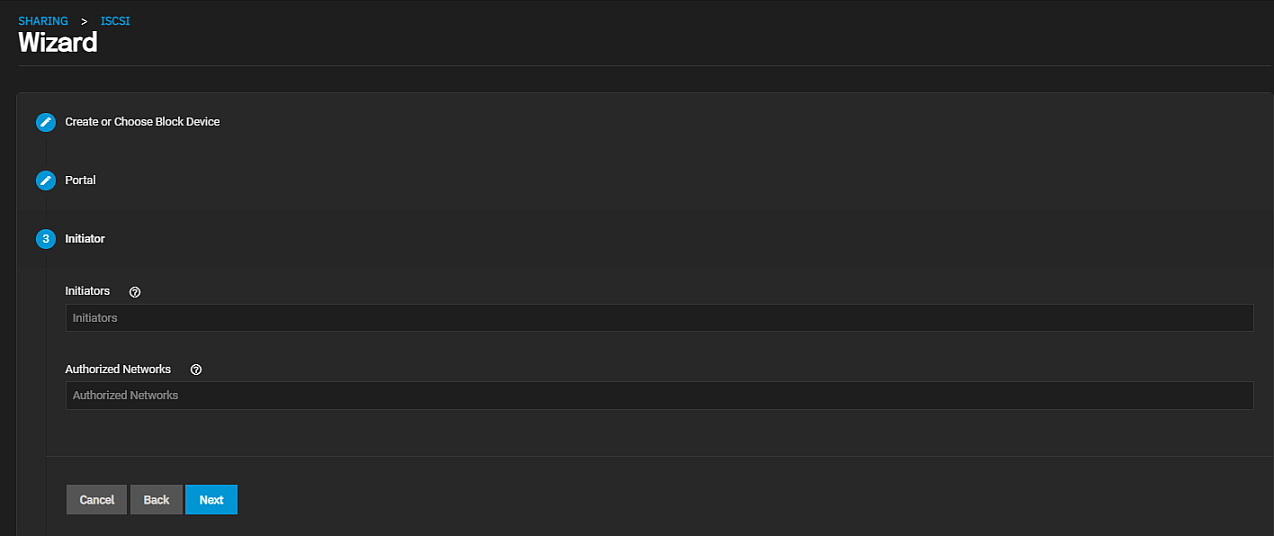 SHARING > ISCSI
Wizard
Create or Choose Block Device
Portal
3 Initiator
Initiators ?
Initiators
Authorized Networks ?
Authorized Networks
Cancel Back Next